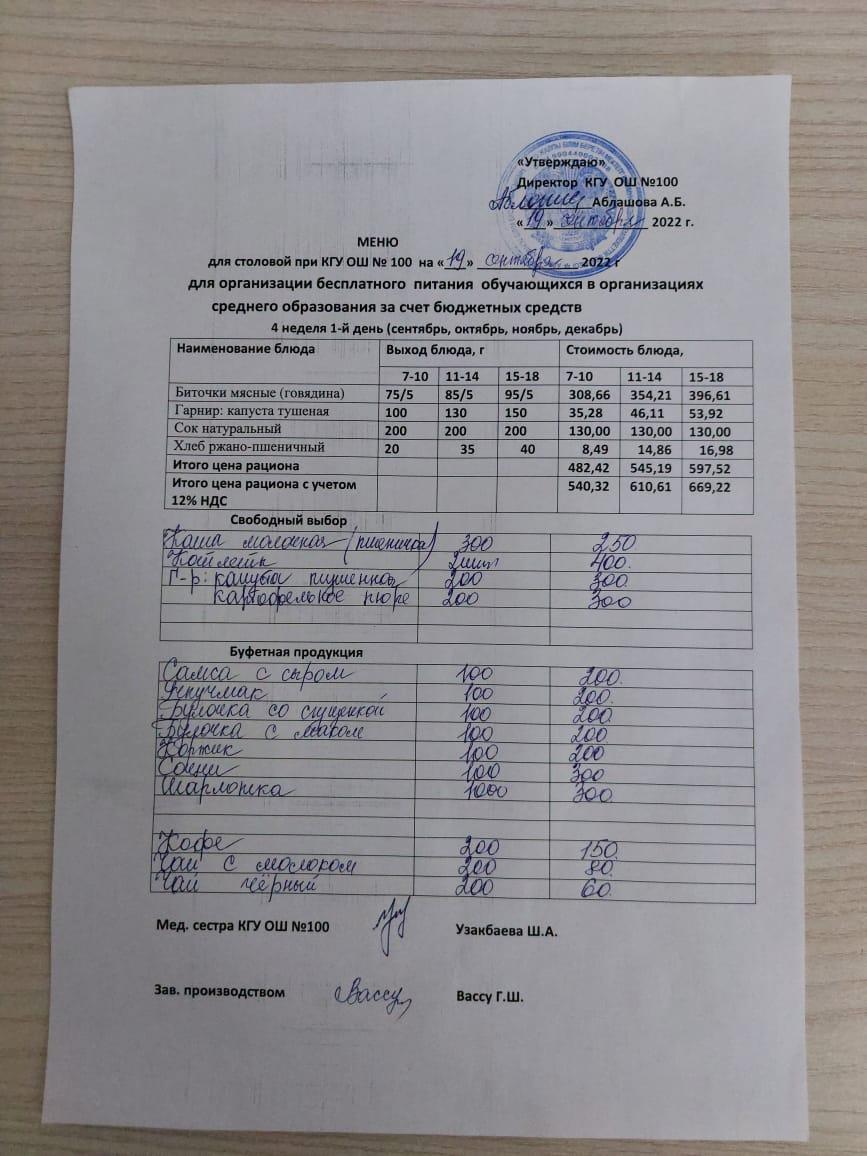 «Утверждаю»
Директор КГУ ОШ №100
Аблашова А.Б.
«19» сентября 2022 г.
МЕНЮ
для столовой при КГУ ОШ № 100 на «19» сентября 2022 г
для организации бесплатного питания обучающихся в организациях
среднего образования за счет бюджетных средств
4 неделя 1-й день (сентябрь, октябрь, ноябрь, декабрь)
Наименование блюда Выход блюда, г Стоимость блюда,
7-10 11-14 15-18 7-10 11-14 15-18
Биточки мясные (говядина) 75/5 85/5 95/5 308,66 354,21 396,61
Гарнир: капуста тушеная 100 130 150 35,28 46,11 53,92
Сок натуральный 200 200 200 130,00 130,00 130,00
Хлеб ржано-пшеничный 20 35 40 8,49 14,86 16,98
Итого цена рациона 482,42 545,19 597,52
Итого цена рациона с учетом 540,32 610,61 669,22
12% НДС
Свободный выбор
Каша молочная (пшеница) 300 250
Котлеты 2шт 400.
Г-р: капуста тушеная 200 300
картофельное пюре 200 300
Буфетная продукция
Самса с сыром 100 200.
Учпучмак 100 200.
Булочка со сгущенкой 100 200
Булочка с маком 100 200
Коржик 100 200
Сочни 100 300
Шарлотка 1000 300.
Кофе 200 150.
Чай с молоком 200 80.
Чай чёрный 200 60.
Мед. сестра КГУ ОШ №100 Узакбаева Ш.А.
Зав. производством Вассу Вассу Г.Ш.